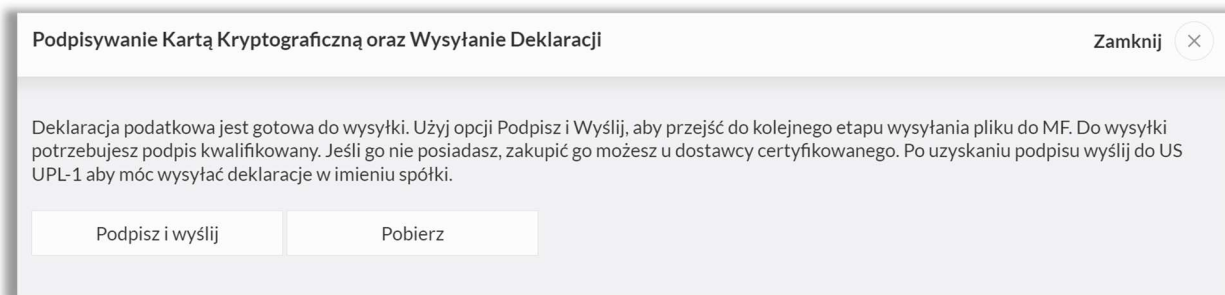 Podpisywanie Kartą Kryptograficzną oraz Wysyłanie Deklaracji
Zamknij
Deklaracja podatkowa jest gotowa do wysyłki. Użyj opcji Podpisz i Wyślij, aby przejść do kolejnego etapu wysyłania pliku do MF. Do wysyłki
potrzebujesz podpis kwalifikowany. Jeśli go nie posiadasz, zakupić go możesz u dostawcy certyfikowanego. Po uzyskaniu podpisu wyślij do US
UPL-1 aby móc wysyłać deklaracje w imieniu spółki.
Podpisz i wyślij
Pobierz